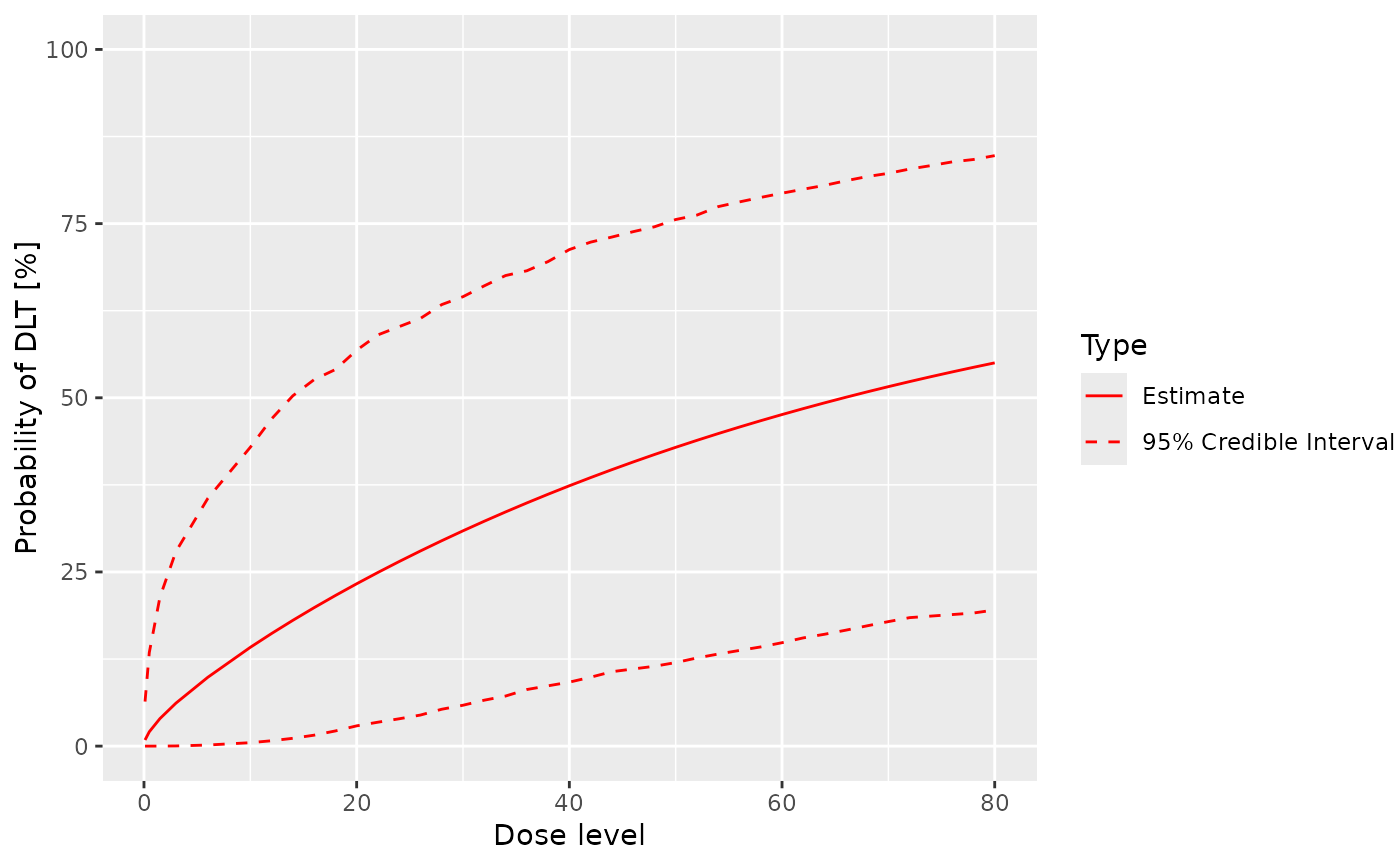 Probability of DLT [%]
100
75
50
25
0
0 20 40 60 80
Dose level
Type
Estimate
95% Credible Interval